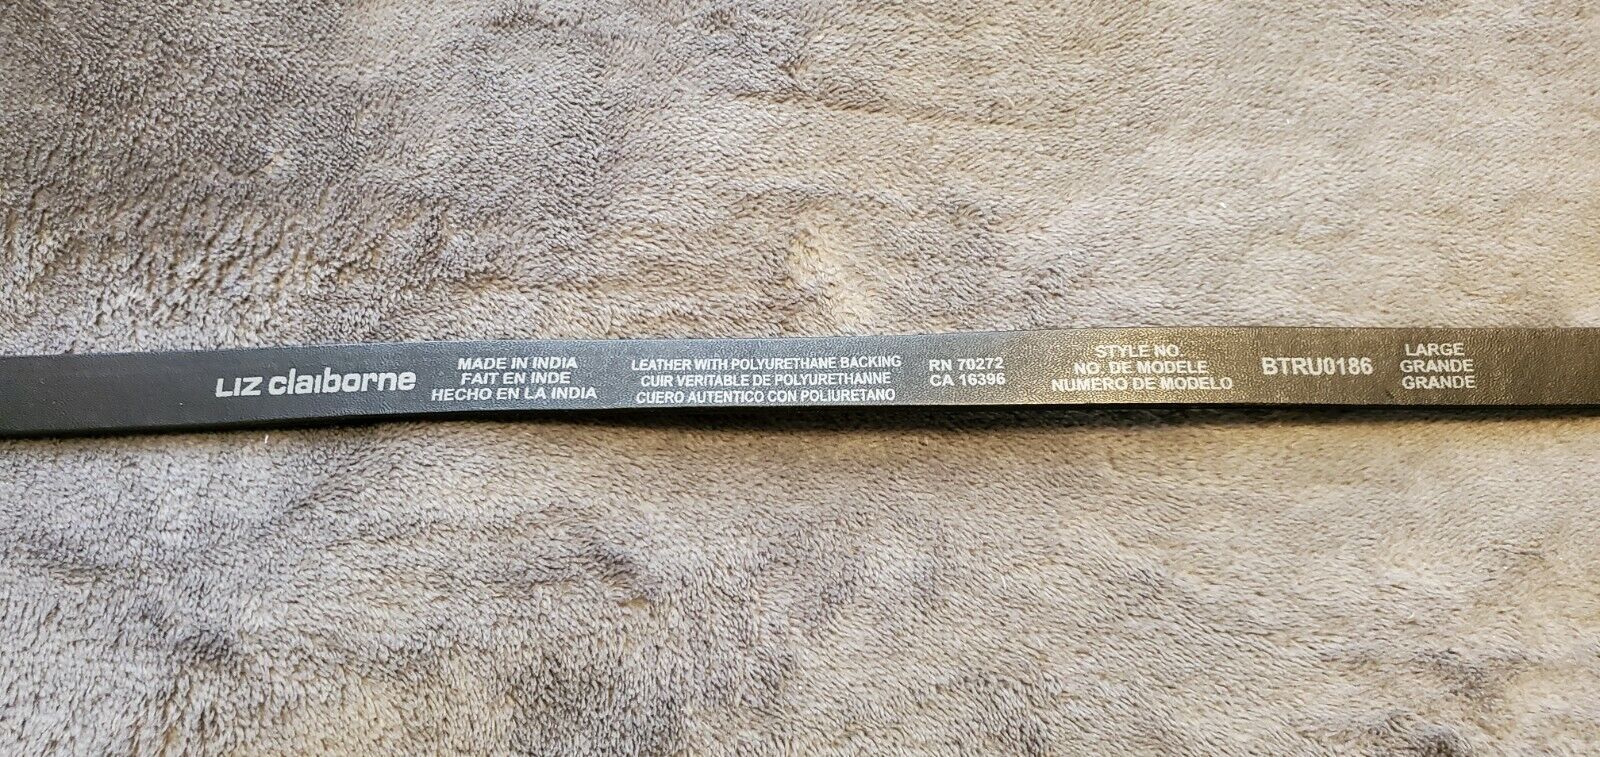 LIZ claiborne
MADE IN INDIA
FAIT EN INDE
HECHO EN LA INDIA
LEATHER WITH POLYURETHANE BACKING
CUIR VERITABLE DE POLYURETHANNE
CUERO AUTENTICO CON POLIURETANO
RN 70272
CA 16396
STYLE NO.
NO. DE MODELE
NUMERO DE MODELO
BTRU0186
LARGE
GRANDE
GRANDE